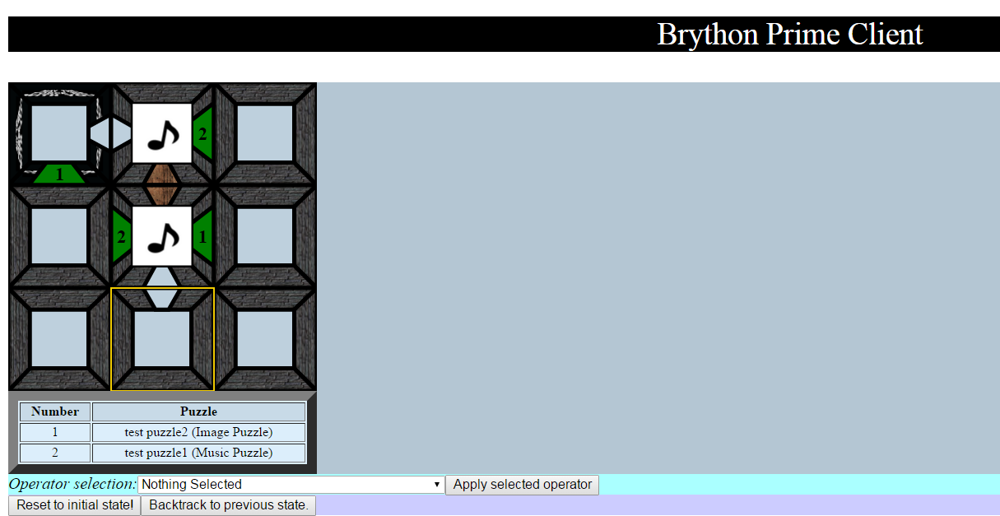 Brython Prime Client
2
1
2 1
Number Puzzle
1 test puzzle2 (Image Puzzle)
2 test puzzle1 (Music Puzzle)
Operator selection: Nothing Selected Apply selected operator
Reset to initial state! Backtrack to previous state.